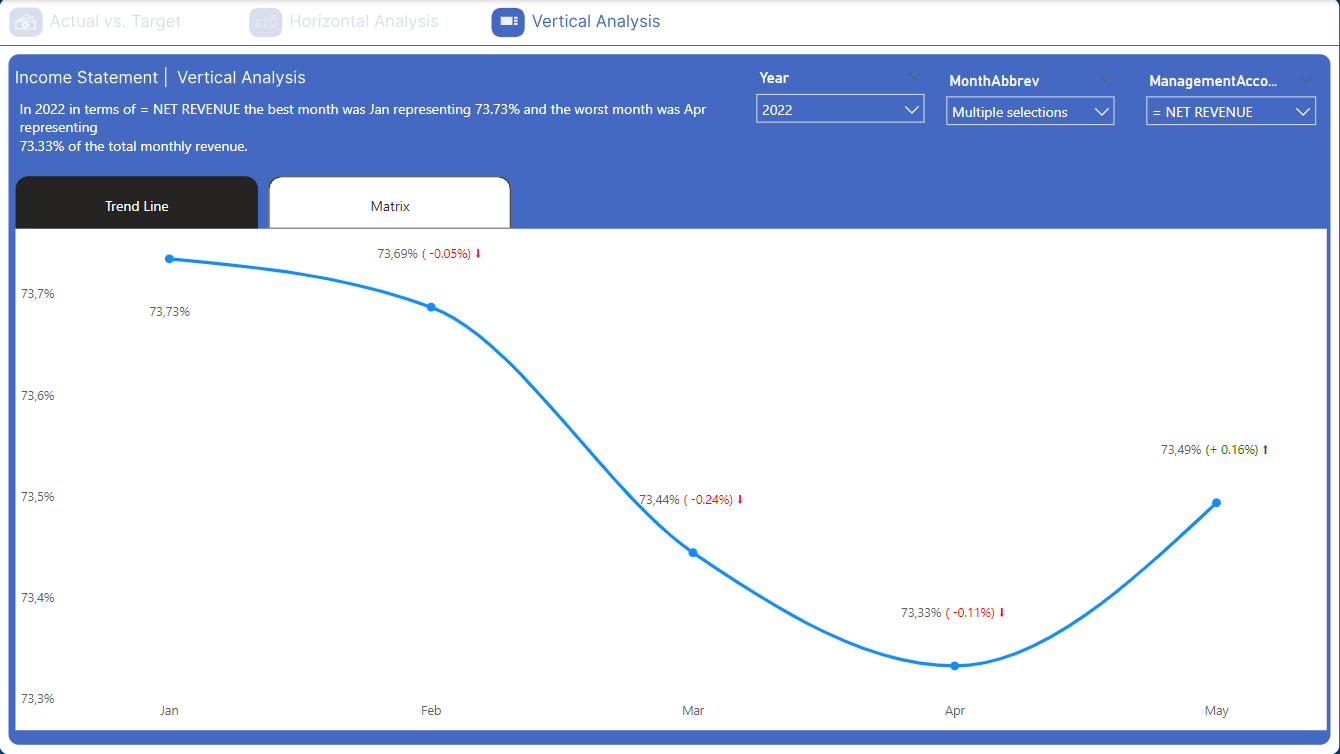 Actual vs. Target
Horizontal Analysis
Vertical Analysis
Income Statement | Vertical Analysis
In 2022 in terms of = NET REVENUE the best month was Jan representing 73.73% and the worst month was Apr
representing
73.33% of the total monthly revenue.
Year
2022
MonthAbbrev
Multiple selections
ManagementAcco...
= NET REVENUE
Trend Line
Matrix
73,69% ( -0.05%) ⬇
73,7%
73,73%
73,6%
73,49% (+ 0.16%) ⬆
73,5%
73,44% ( -0.24%) ⬇
73,4%
73,33% ( -0.11%) ⬇
73,3%
Jan
Feb
Mar
Apr
May